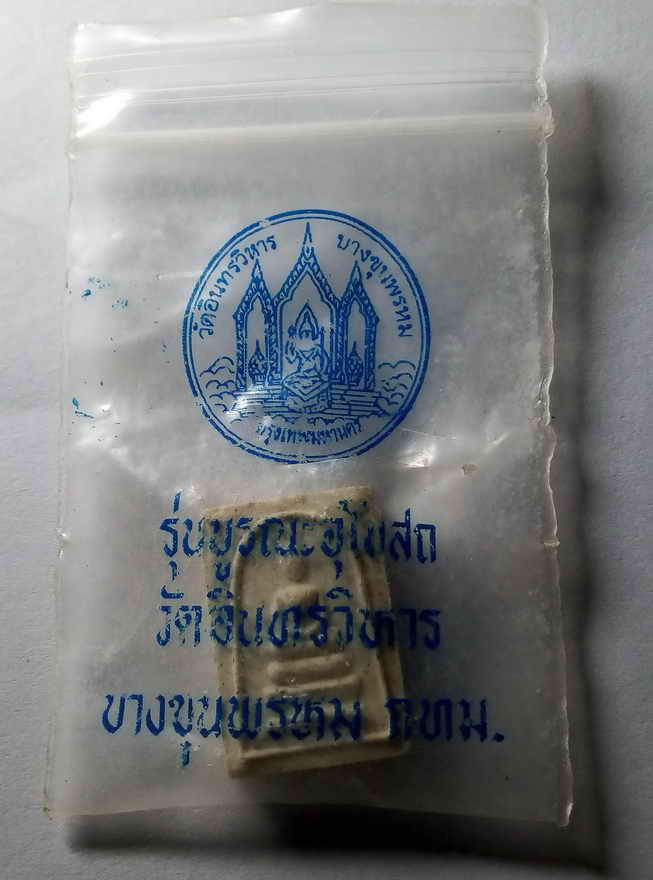 วัดอินทรวิหาร บางขุนพรหม
กรุงเทพมหานคร
รุ่นบูรณะอุโบสถ
วัดอินทรวิหาร
บางขุนพรหม กทม.